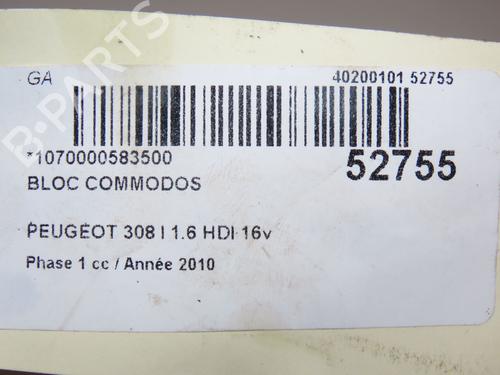 GA
40200101 52755
*1070000583500
52755
BLOC COMMODOS
PEUGEOT 308 I 1.6 HDI 16v
Phase 1 cc / Année 2010
B-PARTS